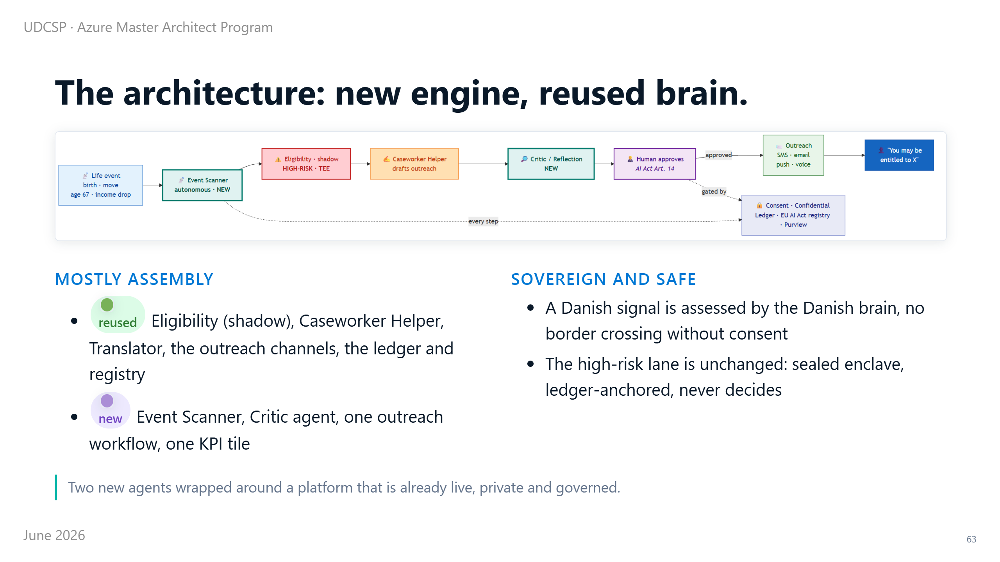 UDCSP · Azure Master Architect Program
The architecture: new engine, reused brain.
Life event
birth · move
age 67 · income drop
Event Scanner
autonomous · NEW
Eligibility · shadow
HIGH-RISK · TEE
Caseworker Helper
drafts outreach
Critic / Reflection
NEW
Human approves
AI Act Art. 14
approved
gated by
every step
Outreach
SMS · email
push · voice
"You may be
entitled to X"
Consent · Confidential
Ledger · EU AI Act registry
· Purview
MOSTLY ASSEMBLY
reused Eligibility (shadow), Caseworker Helper,
Translator, the outreach channels, the ledger and
registry
new Event Scanner, Critic agent, one outreach
workflow, one KPI tile
SOVEREIGN AND SAFE
A Danish signal is assessed by the Danish brain, no
border crossing without consent
The high-risk lane is unchanged: sealed enclave,
ledger-anchored, never decides
Two new agents wrapped around a platform that is already live, private and governed.
June 2026
63